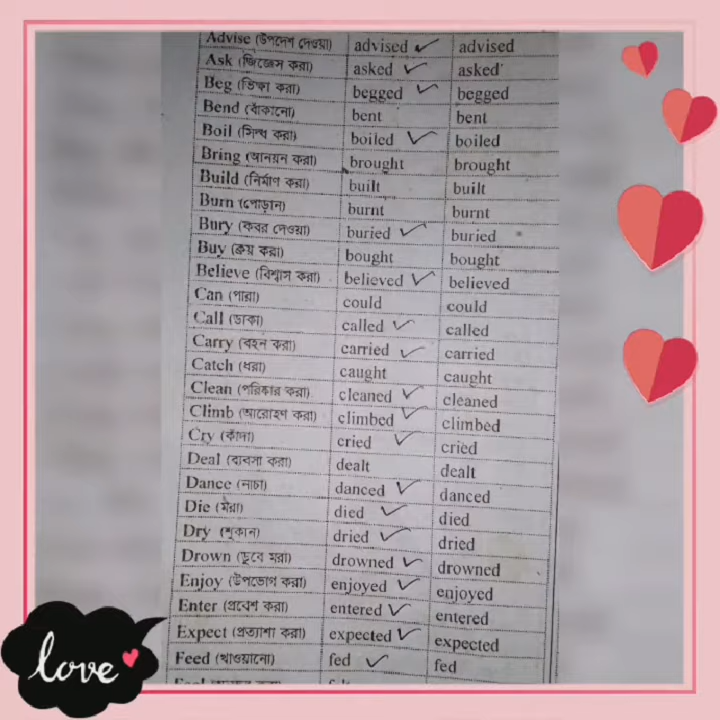 Advise (উপদেশ দেওয়া) advised advised
Ask (জিজ্ঞেস করা) asked asked
Beg (ভিক্ষা করা) begged begged
Bend (বাঁকানো) bent bent
Boil (সিদ্ধ করা) boiled boiled
Bring (আনয়ন করা) brought brought
Build (নির্মাণ করা) built built
Burn (পোড়ান) burnt burnt
Bury (কবর দেওয়া) buried buried
Buy (ক্রয় করা) bought bought
Believe (বিশ্বাস করা) believed believed
Can (পারা) could could
Call (ডাকা) called called
Carry (বহন করা) carried carried
Catch (ধরা) caught caught
Clean (পরিষ্কার করা) cleaned cleaned
Climb (আরোহণ করা) climbed climbed
Cry (কাঁদা) cried cried
Deal (ব্যবসা করা) dealt dealt
Dance (নাচা) danced danced
Die (মরা) died died
Dry (শুকান) dried dried
Drown (ডুবে মরা) drowned drowned
Enjoy (উপভোগ করা) enjoyed enjoyed
Enter (প্রবেশ করা) entered entered
Expect (প্রত্যাশা করা) expected expected
Feed (খাওয়ানো) fed fed
love